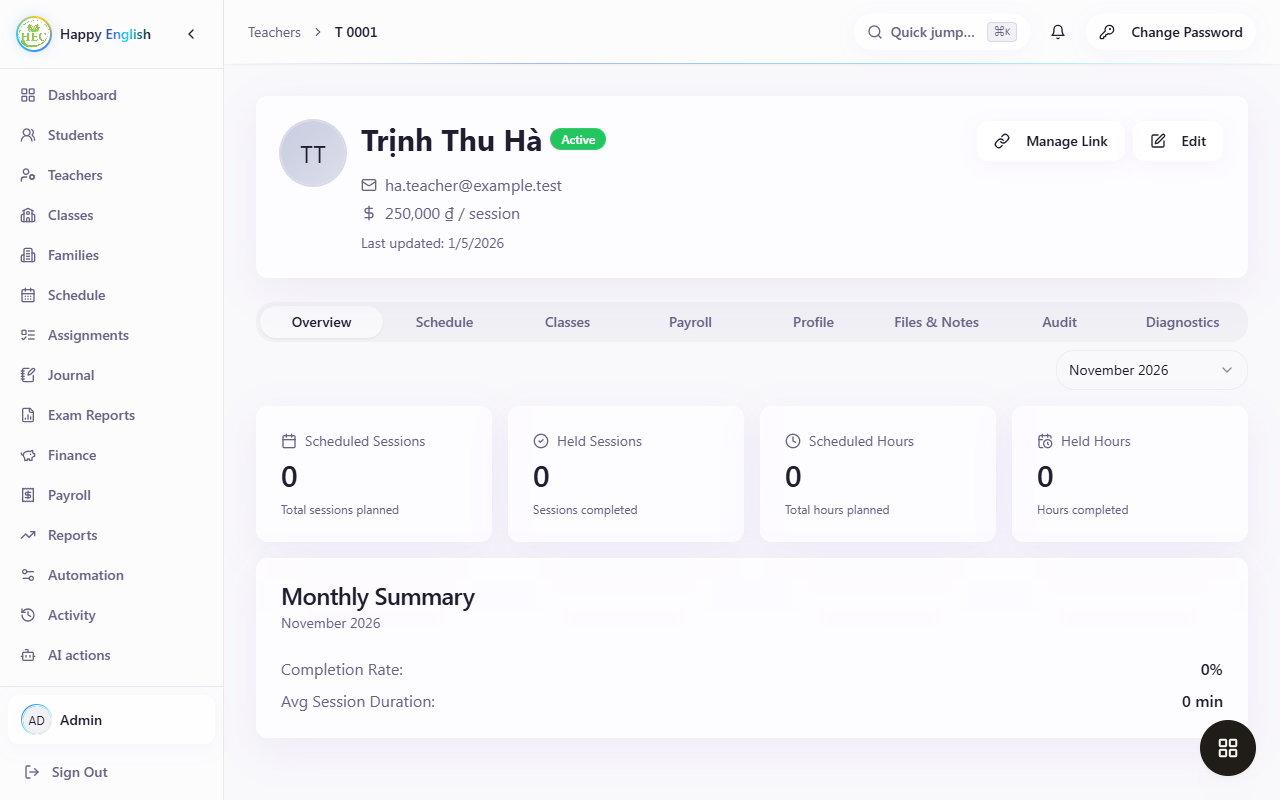 HEC
Happy English
Teachers
T 0001
Quick jump...
⌘K
Change Password
Dashboard
Students
Teachers
Classes
Families
Schedule
Assignments
Journal
Exam Reports
Finance
Payroll
Reports
Automation
Activity
AI actions
AD
Admin
Sign Out
TT
Trịnh Thu Hà
Active
ha.teacher@example.test
250,000 ₫ / session
Last updated: 1/5/2026
Manage Link
Edit
Overview
Schedule
Classes
Payroll
Profile
Files & Notes
Audit
Diagnostics
November 2026
Scheduled Sessions
0
Total sessions planned
Held Sessions
0
Sessions completed
Scheduled Hours
0
Total hours planned
Held Hours
0
Hours completed
Monthly Summary
November 2026
Completion Rate:
0%
Avg Session Duration:
0 min